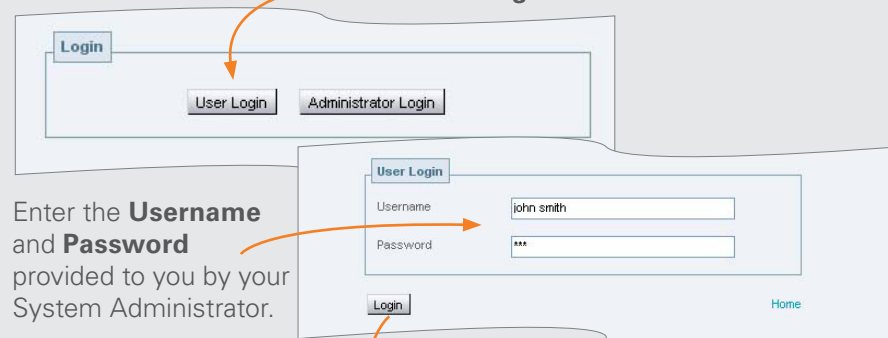 Login
User Login Administrator Login
User Login
Username john smith
Password ***
Login Home
Enter the Username
and Password
provided to you by your
System Administrator.